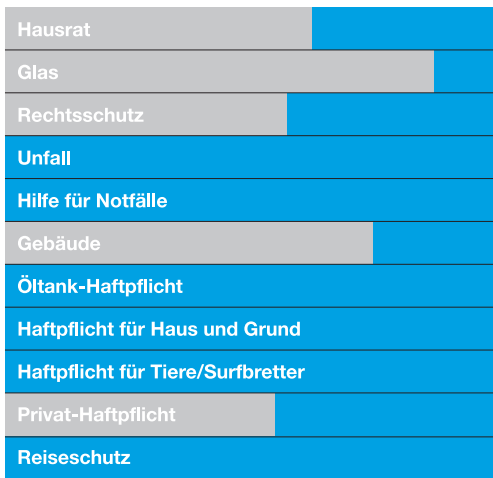 Hausrat
Glas
Rechtsschutz
Unfall
Hilfe für Notfälle
Gebäude
Öltank-Haftpflicht
Haftpflicht für Haus und Grund
Haftpflicht für Tiere/Surfbretter
Privat-Haftpflicht
Reiseschutz